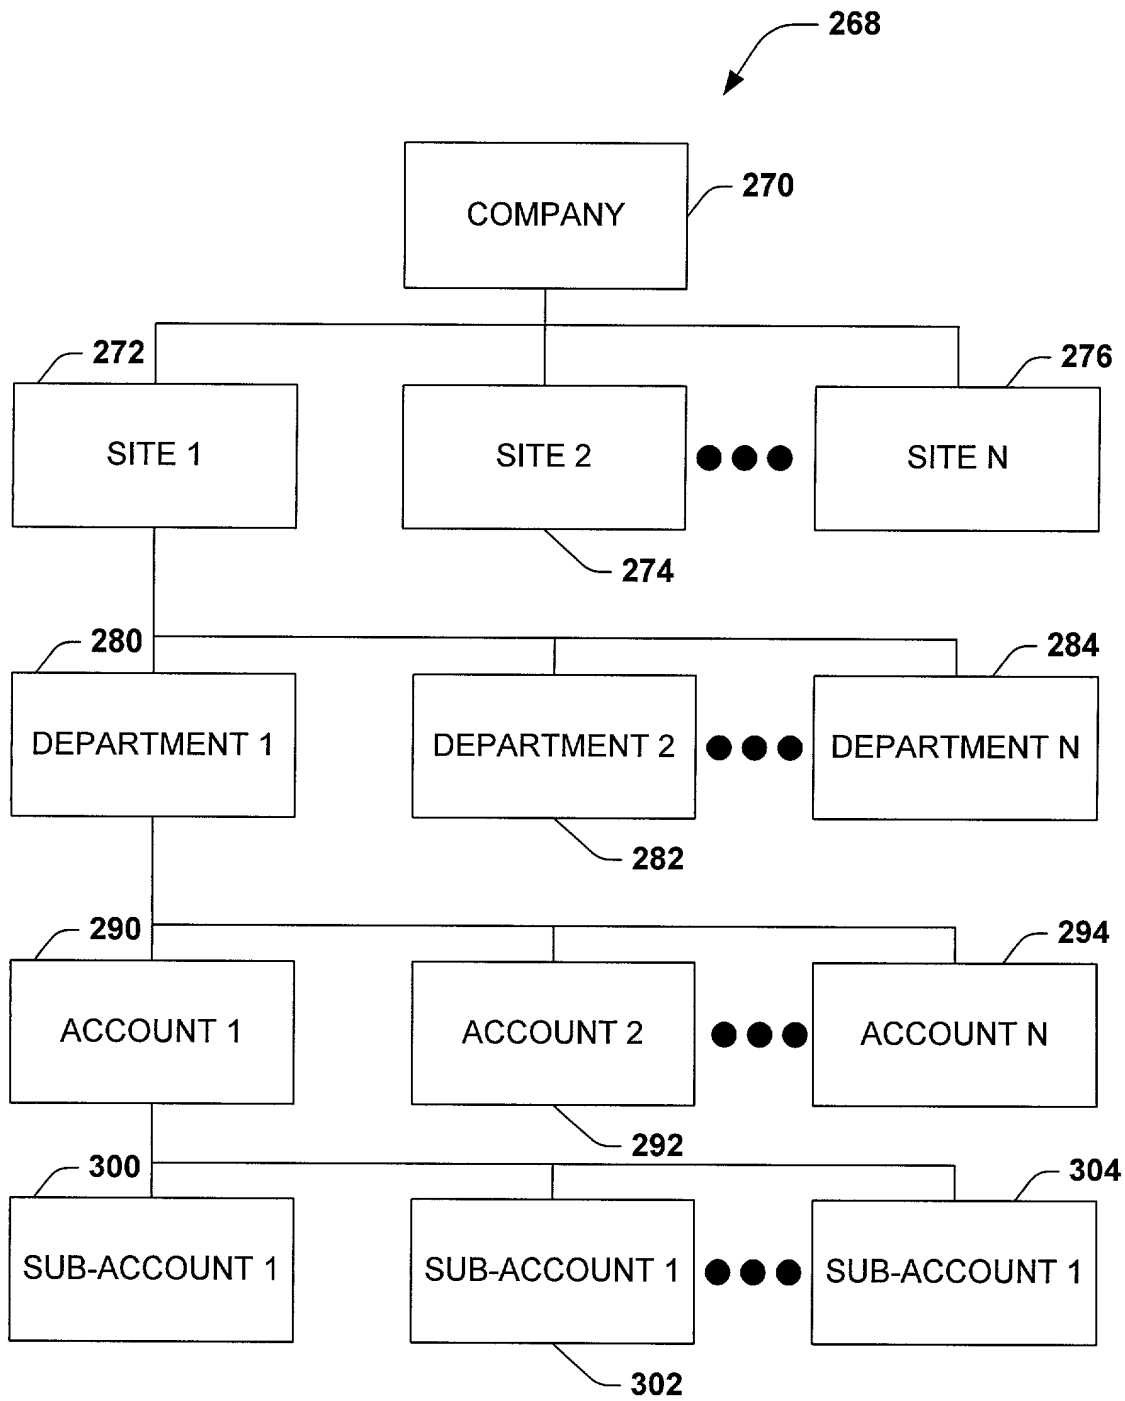 268
COMPANY
270
272
276
SITE 1
SITE 2
SITE N
274
280
284
DEPARTMENT 1
DEPARTMENT 2
DEPARTMENT N
282
290
294
ACCOUNT 1
ACCOUNT 2
ACCOUNT N
292
300
304
SUB-ACCOUNT 1
SUB-ACCOUNT 1
SUB-ACCOUNT 1
302